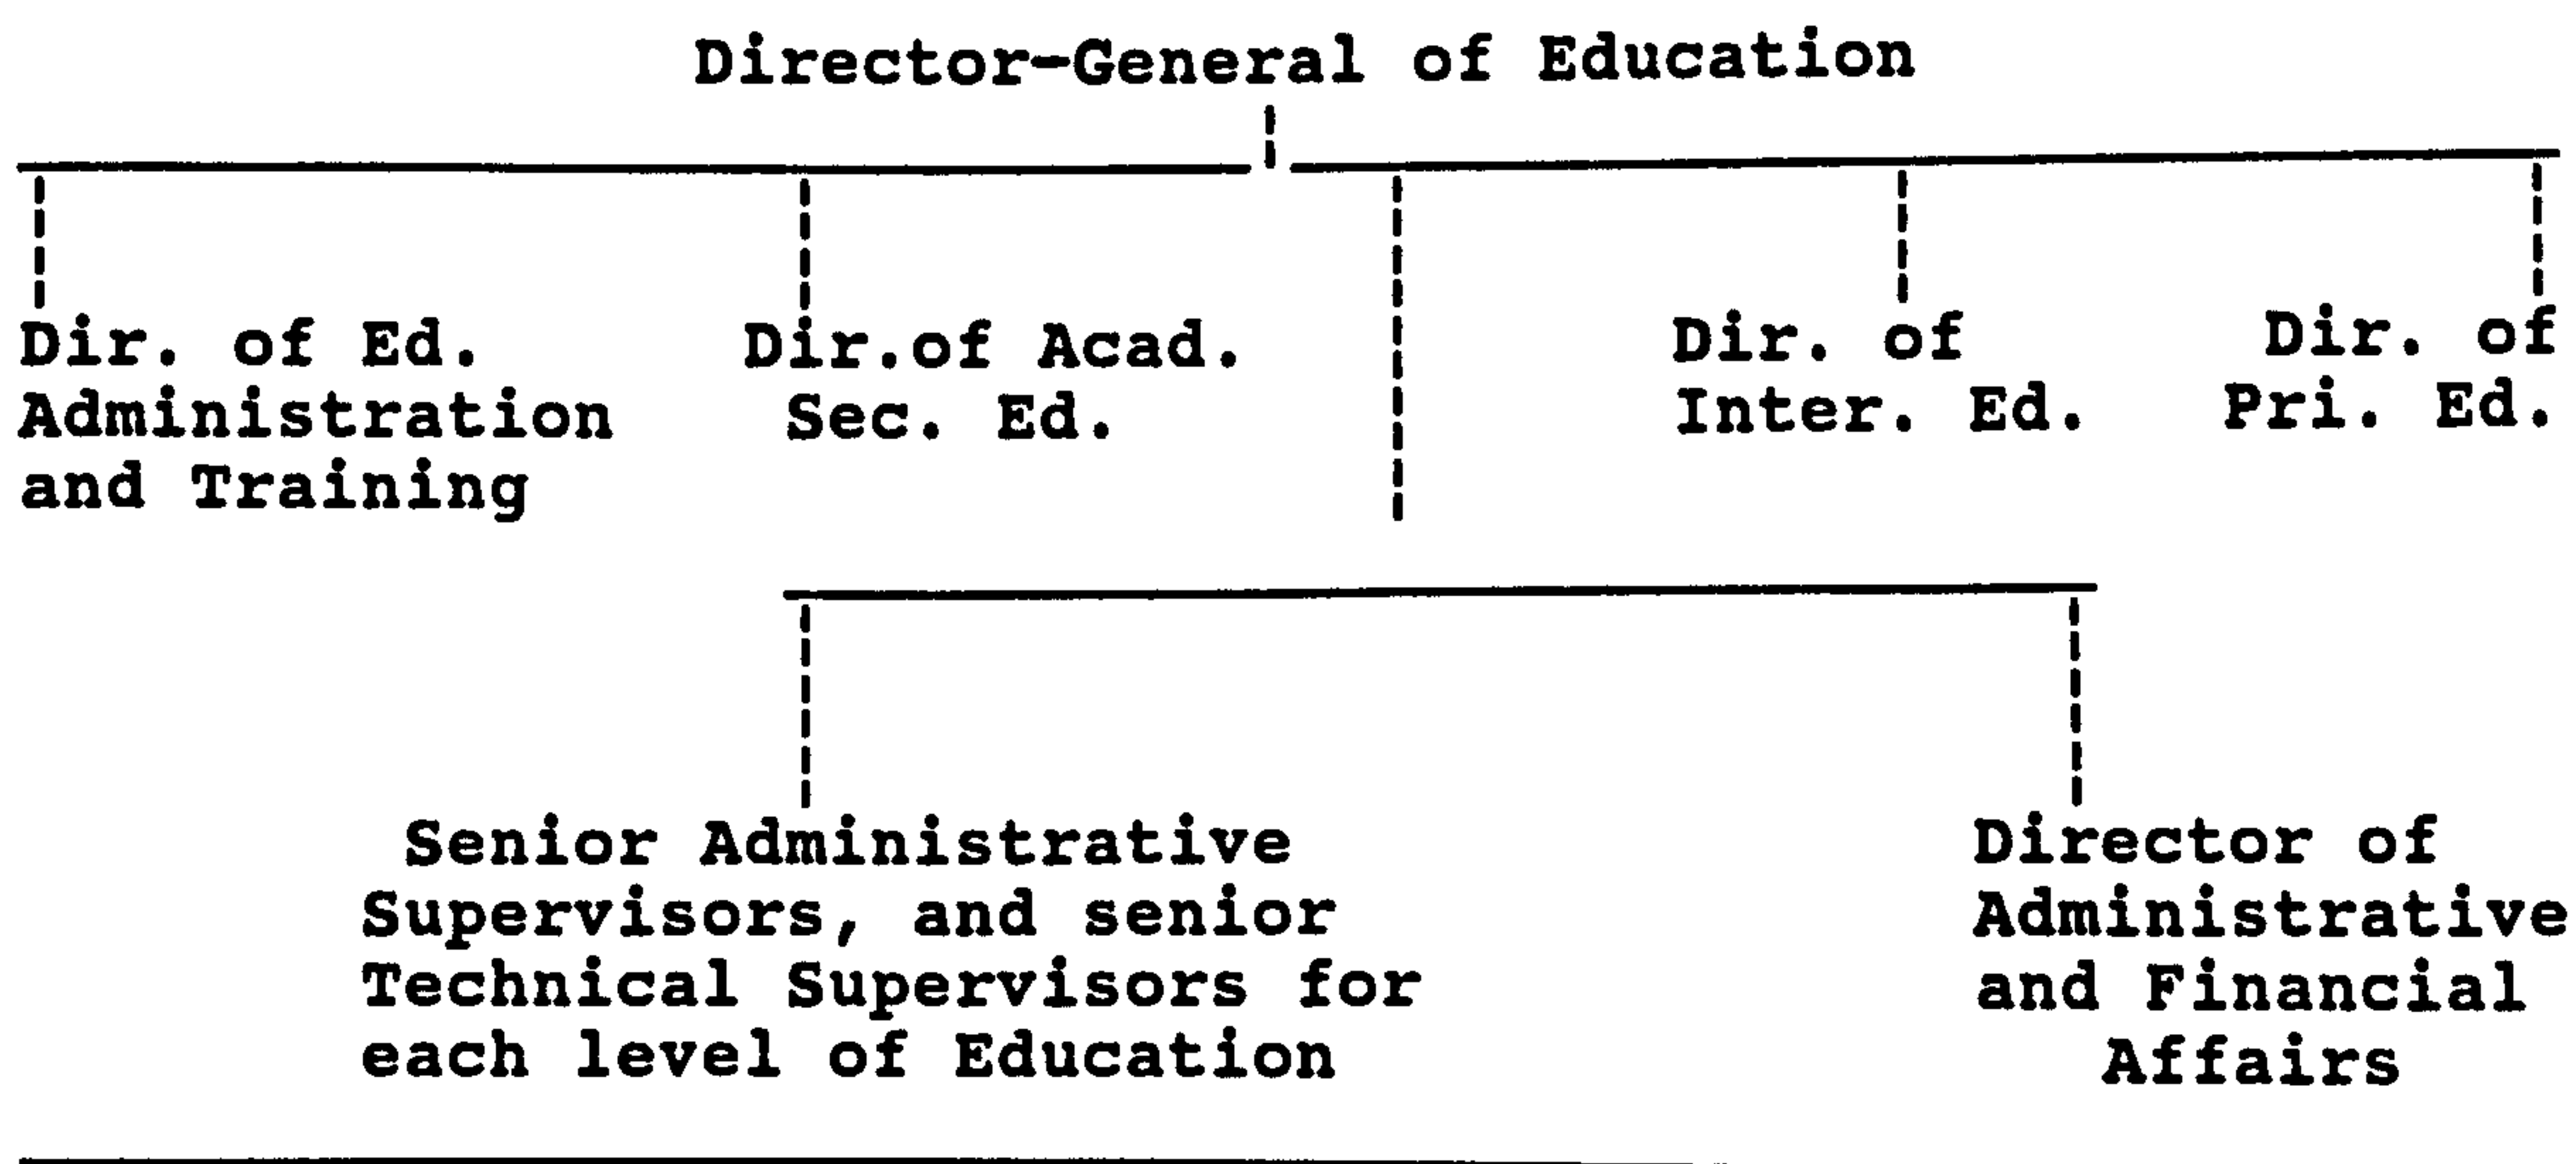 Director-General of Education
Dir. of Ed.
Administration
and Training
Dir.of Acad.
Sec. Ed.
Dir. of
Inter. Ed.
Dir. of
Pri. Ed.
Senior Administrative
Supervisors, and senior
Technical Supervisors for
each level of Education
Director of
Administrative
and Financial
Affairs